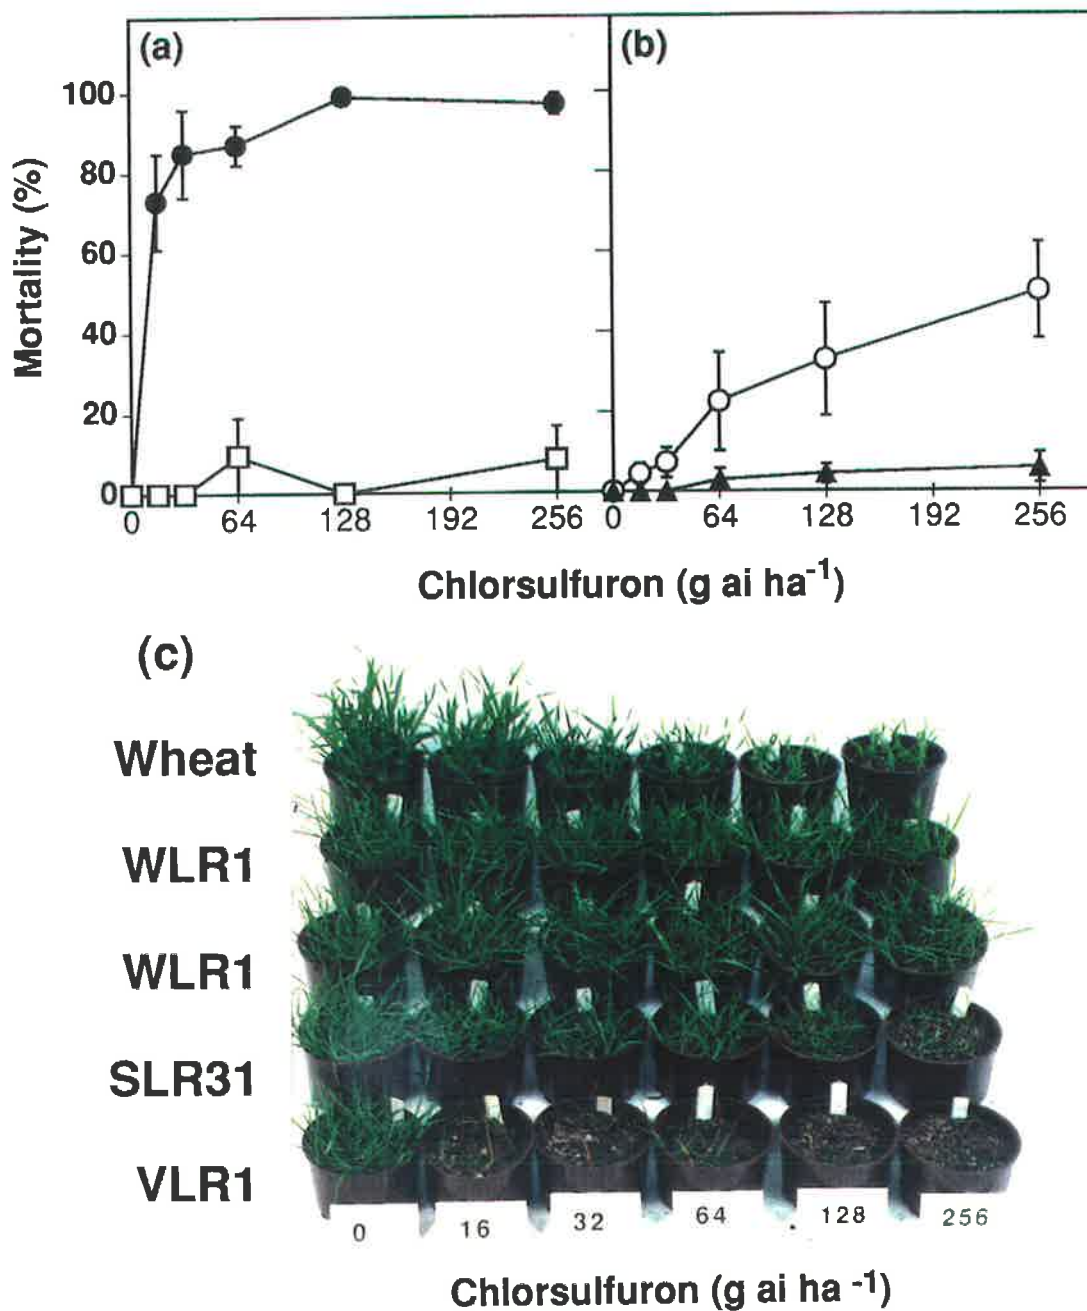 (a)
(b)
100
80
60
40
20
0
Mortality (%)
0 64 128 192 256
0 64 128 192 256
Chlorsulfuron (g ai ha-1)
(c)
Wheat
WLR1
WLR1
SLR31
VLR1
0 16 32 64 128 256
Chlorsulfuron (g ai ha -1)